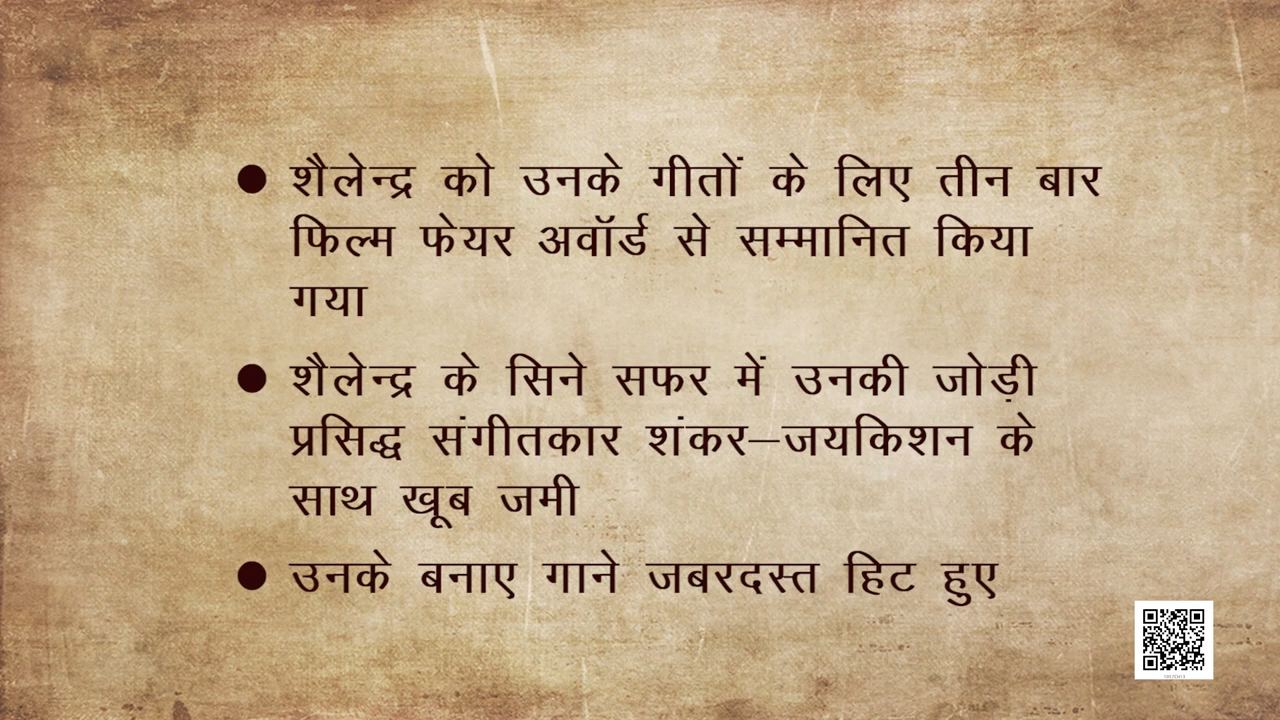 ● शैलेन्द्र को उनके गीतों के लिए तीन बार
फिल्म फेयर अवॉर्ड से सम्मानित किया
गया
● शैलेन्द्र के सिने सफर में उनकी जोड़ी
प्रसिद्ध संगीतकार शंकर–जयकिशन के
साथ खूब जमी
● उनके बनाए गाने जबरदस्त हिट हुए